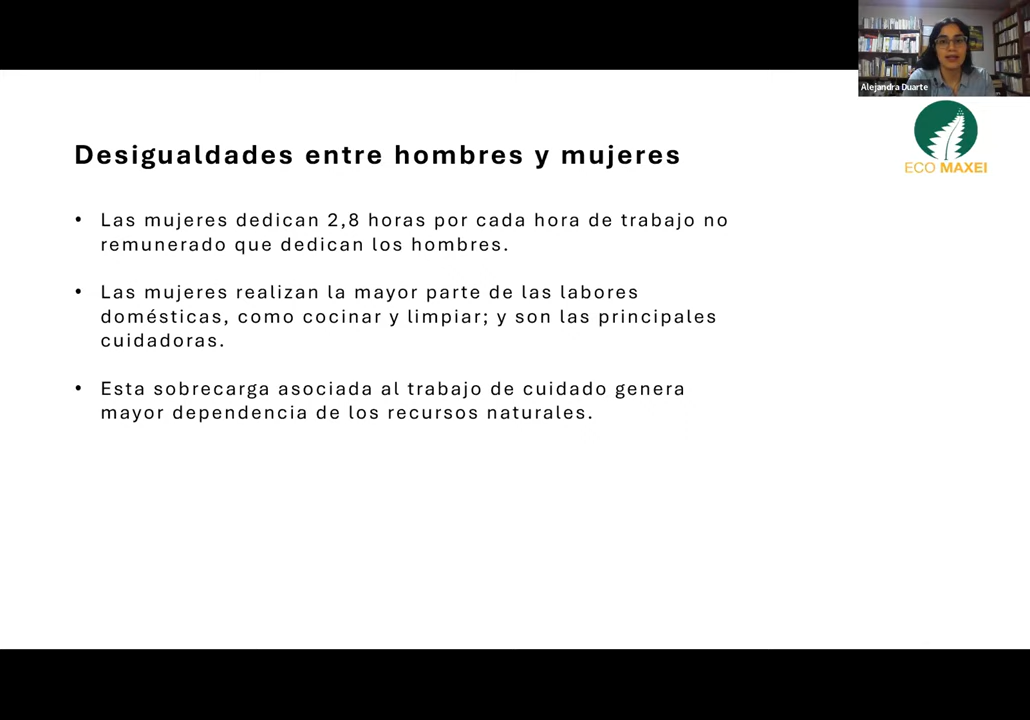 Alejandra Duarte
ECO MAXEI
Desigualdades entre hombres y mujeres
• Las mujeres dedican 2,8 horas por cada hora de trabajo no
remunerado que dedican los hombres.
• Las mujeres realizan la mayor parte de las labores
domésticas, como cocinar y limpiar; y son las principales
cuidadoras.
• Esta sobrecarga asociada al trabajo de cuidado genera
mayor dependencia de los recursos naturales.